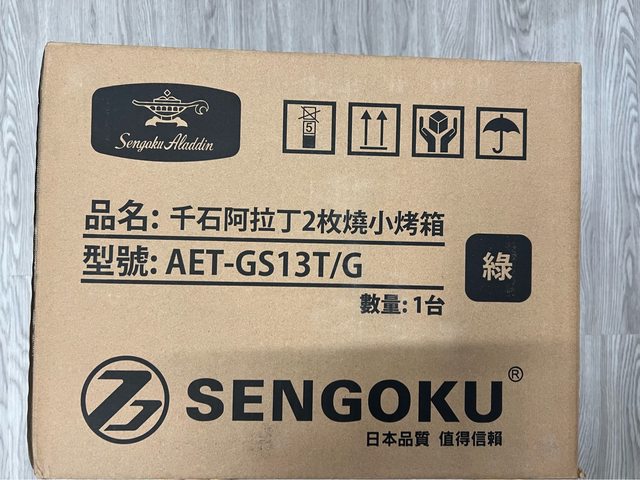 Sengoku Aladdin
5
品名: 千石阿拉丁2枚燒小烤箱
型號: AET-GS13T/G
綠
數量: 1台
SENGOKU®
日本品質 值得信賴